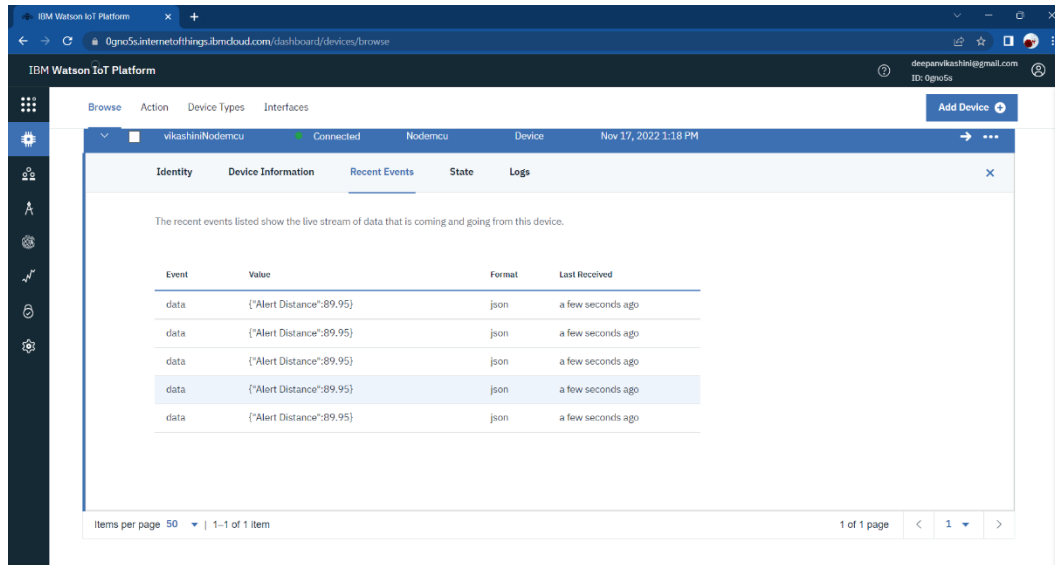 IBM Watson IoT Platform
0gno5s.internetofthings.ibmcloud.com/dashboard/devices/browse
IBM Watson IoT Platform
deepanvikashini@gmail.com
ID: 0gno5s
Browse Action Device Types Interfaces
Add Device
vikashiniNodemcu Connected Nodemcu Device Nov 17, 2022 1:18 PM
Identity Device Information Recent Events State Logs
The recent events listed show the live stream of data that is coming and going from this device.
Event Value Format Last Received
data {"Alert Distance":89.95} json a few seconds ago
data {"Alert Distance":89.95} json a few seconds ago
data {"Alert Distance":89.95} json a few seconds ago
data {"Alert Distance":89.95} json a few seconds ago
data {"Alert Distance":89.95} json a few seconds ago
Items per page 50 | 1–1 of 1 item 1 of 1 page 1